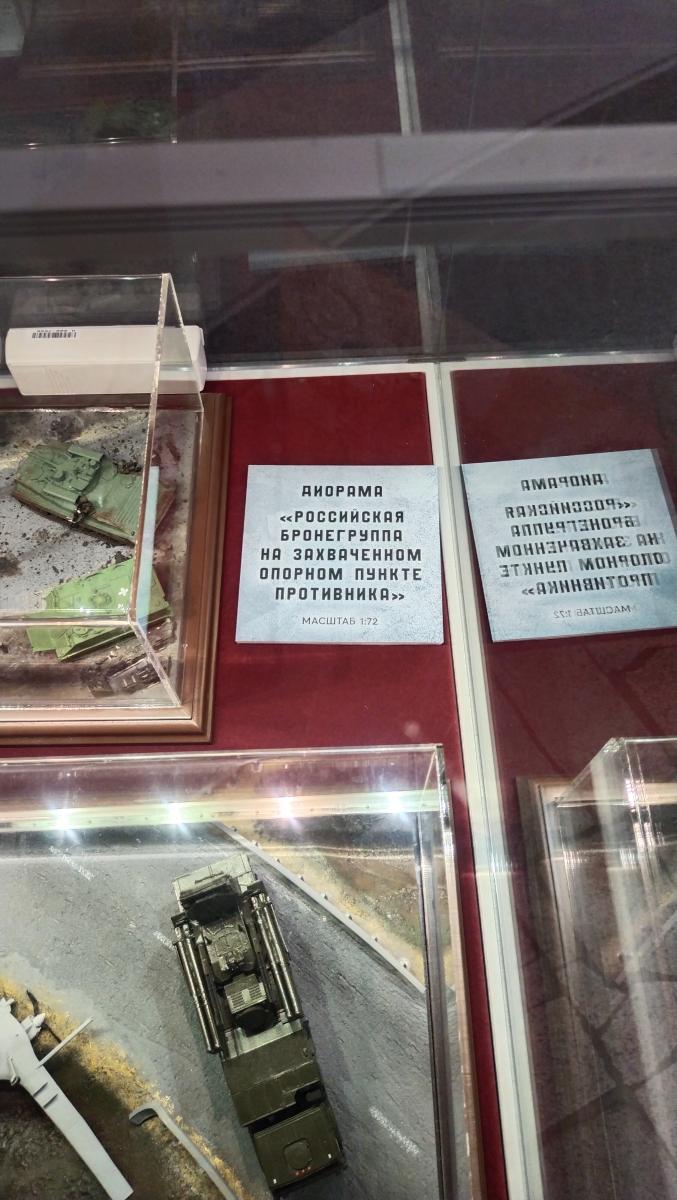 ДИОРАМА
«РОССИЙСКАЯ
БРОНЕГРУППА
НА ЗАХВАЧЕННОМ
ОПОРНОМ ПУНКТЕ
ПРОТИВНИКА»
МАСШТАБ 1:72